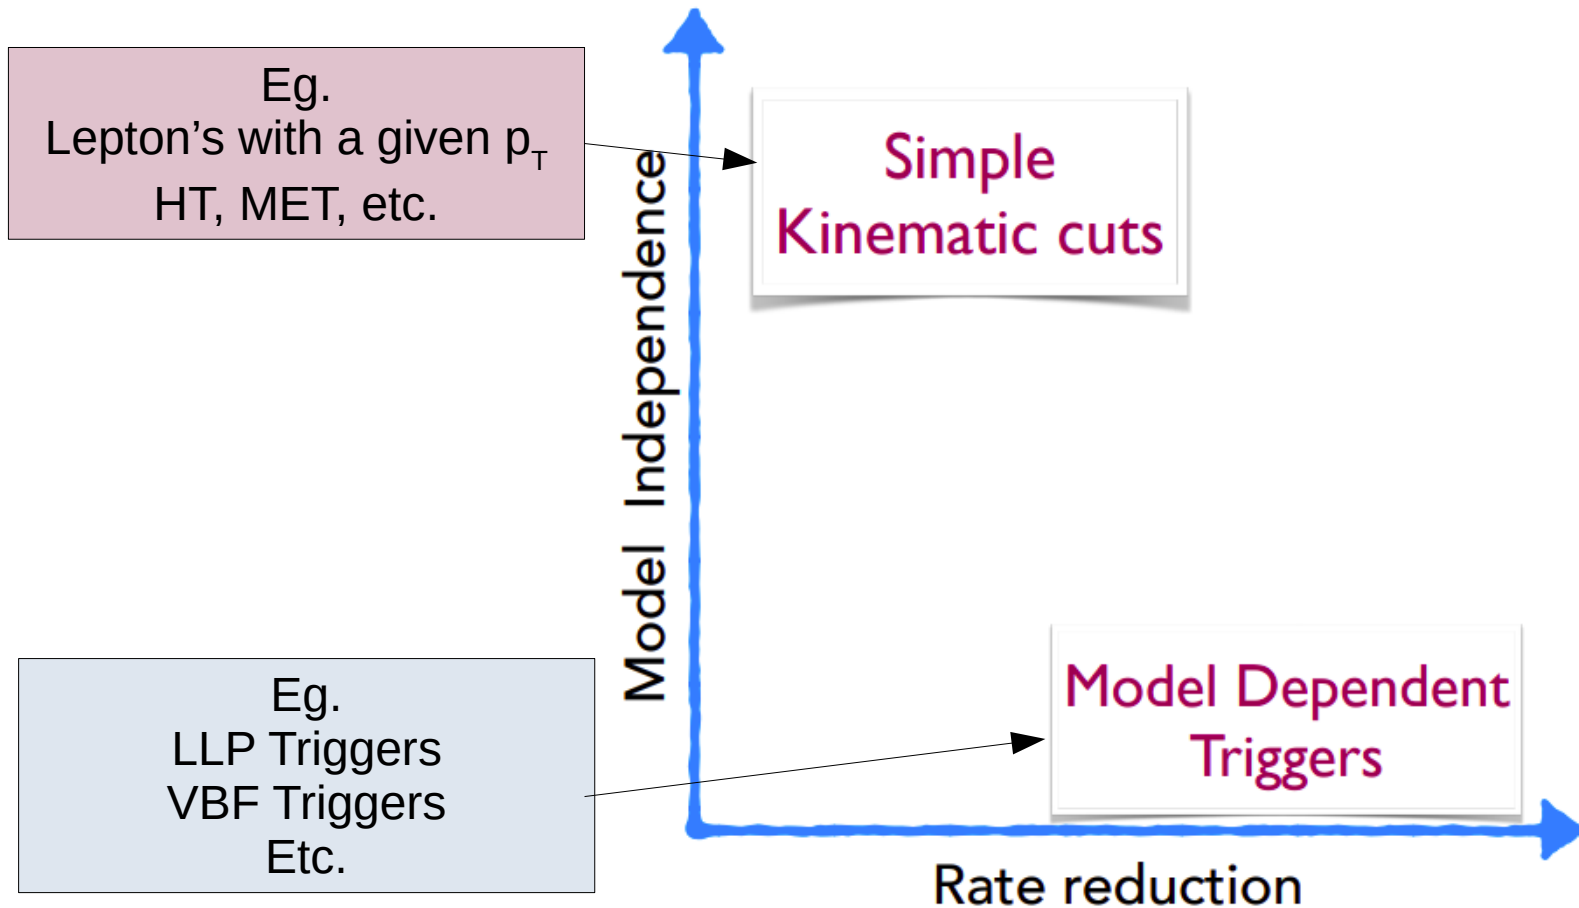 Eg.
Lepton's with a given p_T
HT, MET, etc.
Simple
Kinematic cuts
Model Independence
Eg.
LLP Triggers
VBF Triggers
Etc.
Model Dependent
Triggers
Rate reduction